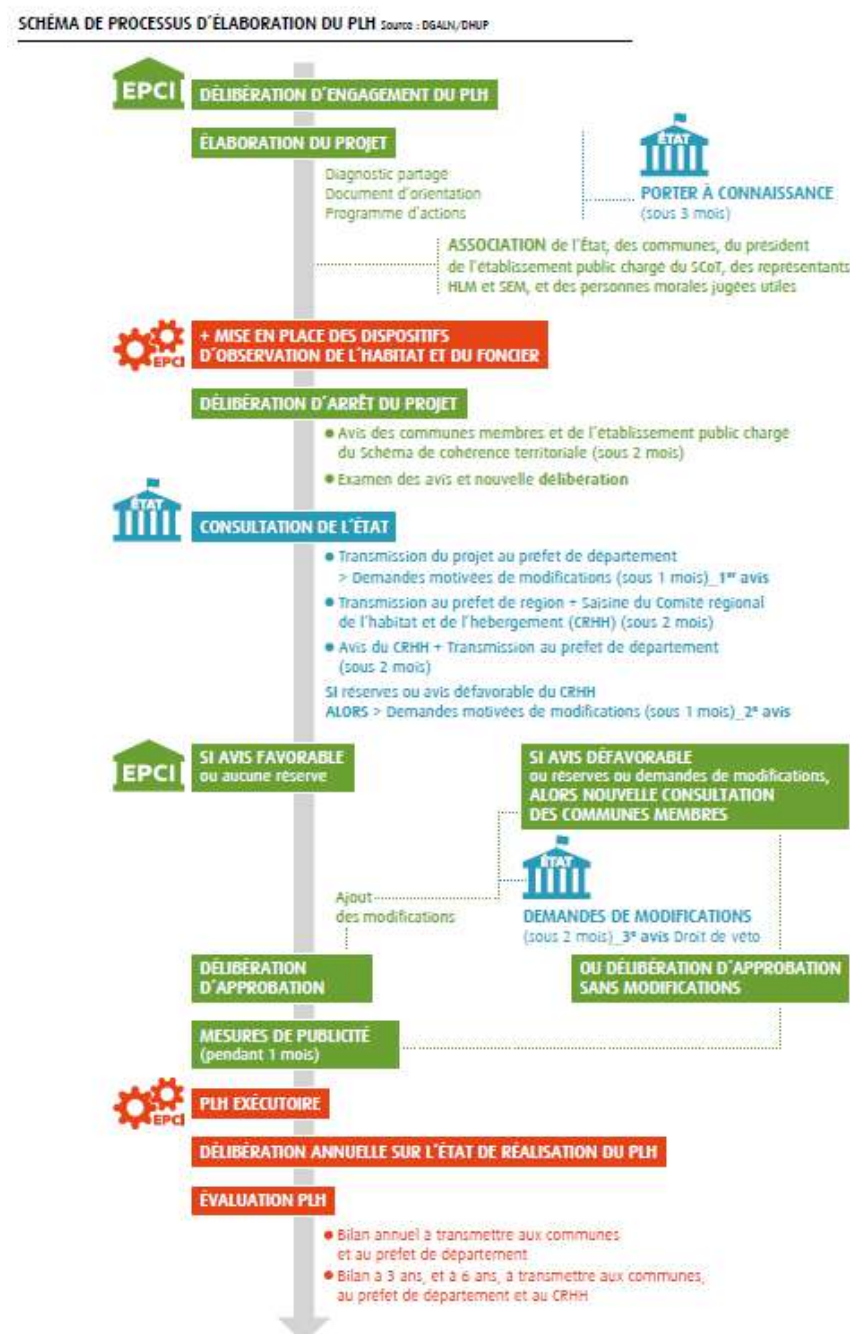 SCHÉMA DE PROCESSUS D'ÉLABORATION DU PLH Source : DGALN/DHUP
EPCI
DÉLIBÉRATION D'ENGAGEMENT DU PLH
ÉLABORATION DU PROJET
Diagnostic partagé
Document d'orientation
Programme d'actions
ÉTAT
PORTER À CONNAISSANCE
(sous 3 mois)
ASSOCIATION de l'État, des communes, du président
de l'établissement public chargé du SCoT, des représentants
HLM et SEM, et des personnes morales jugées utiles
EPCI
+ MISE EN PLACE DES DISPOSITIFS
D'OBSERVATION DE L'HABITAT ET DU FONCIER
DÉLIBÉRATION D'ARRÊT DU PROJET
● Avis des communes membres et de l'établissement public chargé
du Schéma de cohérence territoriale (sous 2 mois)
● Examen des avis et nouvelle délibération
ÉTAT
CONSULTATION DE L'ÉTAT
● Transmission du projet au préfet de département
> Demandes motivées de modifications (sous 1 mois)_1er avis
● Transmission au préfet de région + Saisine du Comité régional
de l'habitat et de l'hébergement (CRHH) (sous 2 mois)
● Avis du CRHH + Transmission au préfet de département
(sous 2 mois)
SI réserves ou avis défavorable du CRHH
ALORS > Demandes motivées de modifications (sous 1 mois)_2e avis
EPCI
SI AVIS FAVORABLE
ou aucune réserve
SI AVIS DÉFAVORABLE
ou réserves ou demandes de modifications,
ALORS NOUVELLE CONSULTATION
DES COMMUNES MEMBRES
Ajout
des modifications
ÉTAT
DEMANDES DE MODIFICATIONS
(sous 2 mois)_3e avis Droit de véto
DÉLIBÉRATION
D'APPROBATION
OU DÉLIBÉRATION D'APPROBATION
SANS MODIFICATIONS
MESURES DE PUBLICITÉ
(pendant 1 mois)
EPCI
PLH EXÉCUTOIRE
DÉLIBÉRATION ANNUELLE SUR L'ÉTAT DE RÉALISATION DU PLH
ÉVALUATION PLH
● Bilan annuel à transmettre aux communes
et au préfet de département
● Bilan à 3 ans, et à 6 ans, à transmettre aux communes,
au préfet de département et au CRHH